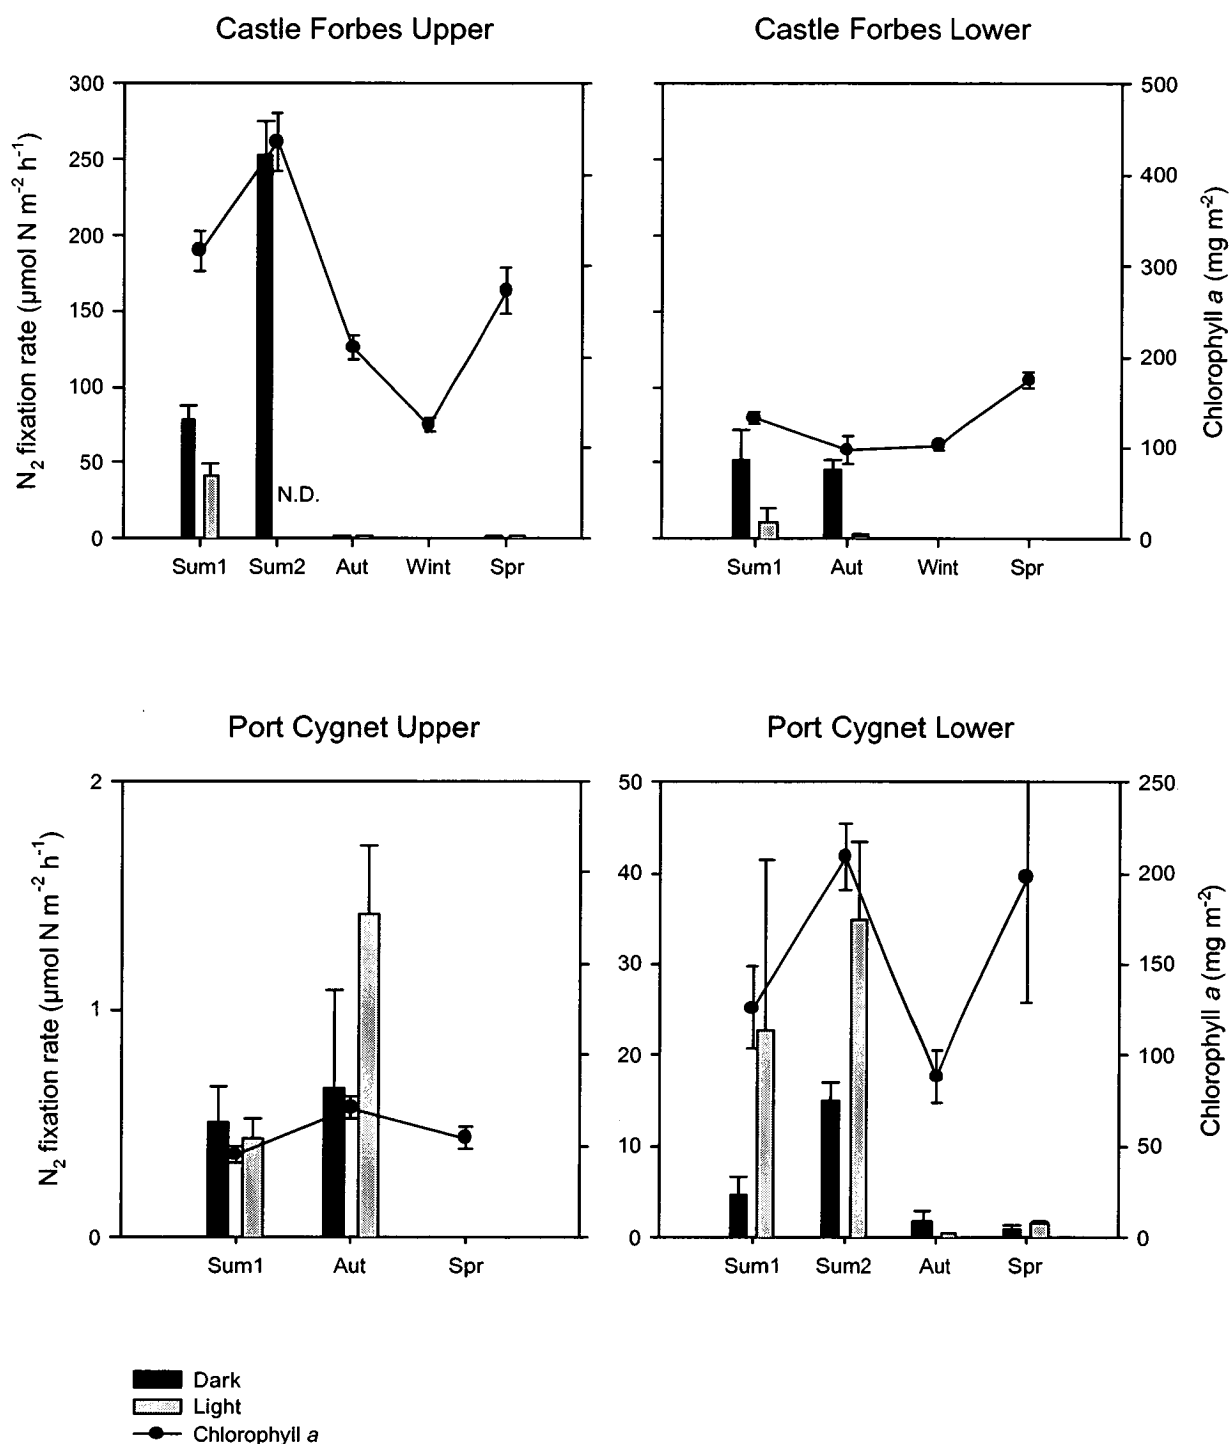 Castle Forbes Upper
Castle Forbes Lower
N2 fixation rate (µmol N m-2 h-1)
300
250
200
150
100
50
0
N.D.
Sum1 Sum2 Aut Wint Spr
Sum1 Aut Wint Spr
500
400
300
200
100
0
Chlorophyll a (mg m-2)
Port Cygnet Upper
Port Cygnet Lower
N2 fixation rate (µmol N m-2 h-1)
2
1
0
Sum1 Aut Spr
50
40
30
20
10
0
Sum1 Sum2 Aut Spr
250
200
150
100
50
0
Chlorophyll a (mg m-2)
Dark
Light
Chlorophyll a